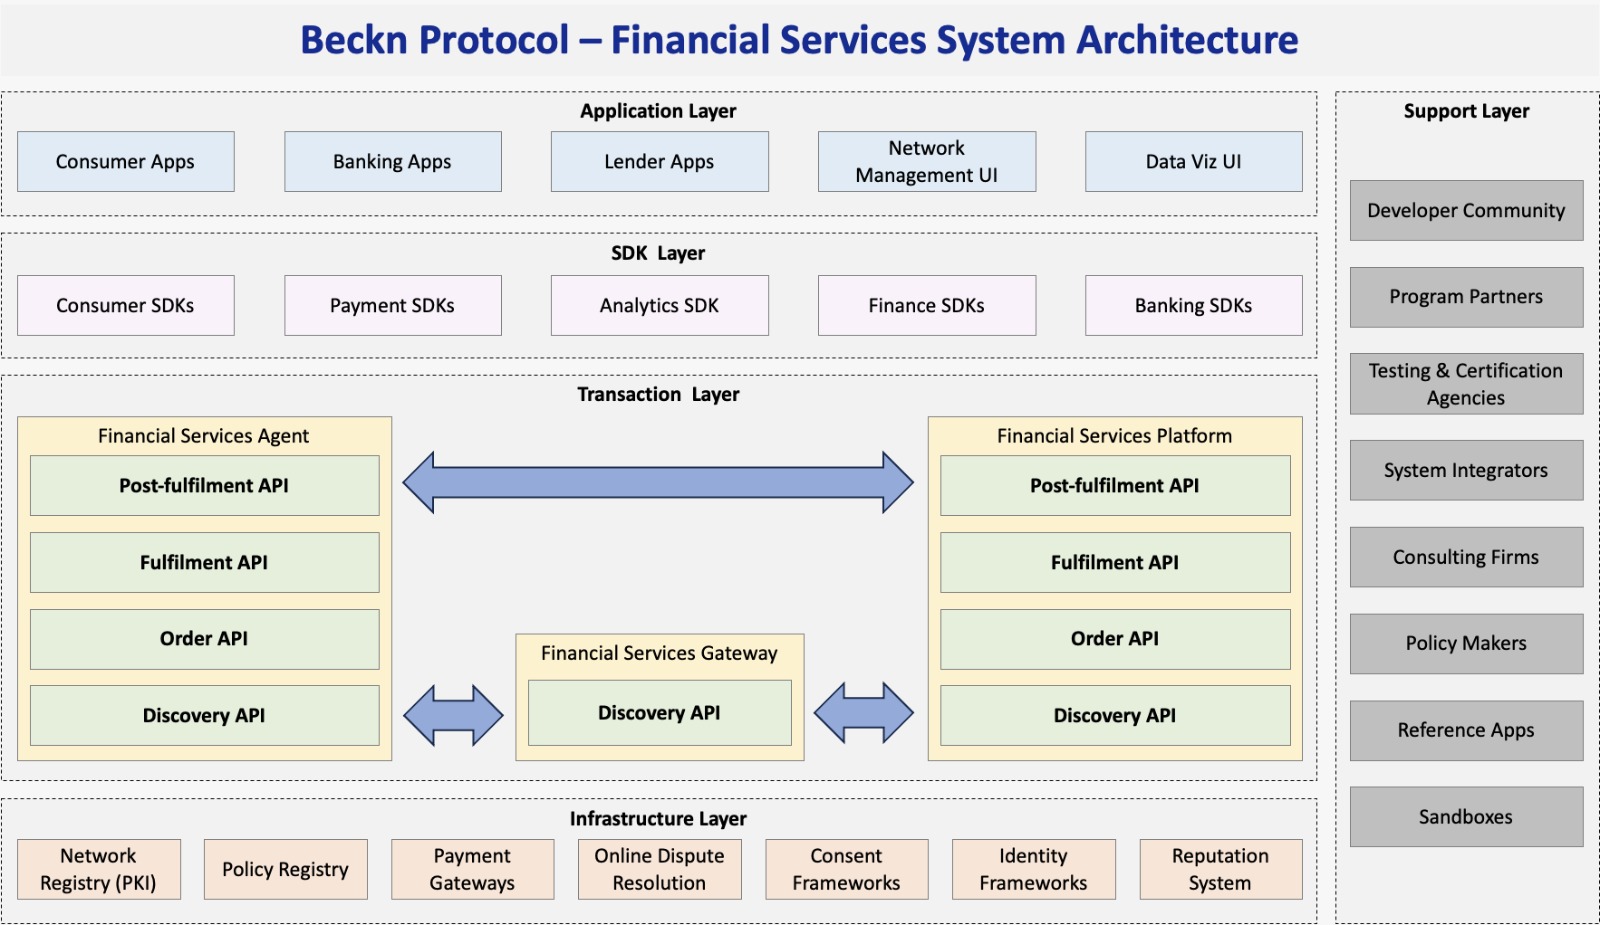 Beckn Protocol – Financial Services System Architecture
Application Layer
Consumer Apps
Banking Apps
Lender Apps
Network
Management UI
Data Viz UI
SDK Layer
Consumer SDKs
Payment SDKs
Analytics SDK
Finance SDKs
Banking SDKs
Transaction Layer
Financial Services Agent
Post-fulfilment API
Fulfilment API
Order API
Discovery API
Financial Services Gateway
Discovery API
Financial Services Platform
Post-fulfilment API
Fulfilment API
Order API
Discovery API
Infrastructure Layer
Network
Registry (PKI)
Policy Registry
Payment
Gateways
Online Dispute
Resolution
Consent
Frameworks
Identity
Frameworks
Reputation
System
Support Layer
Developer Community
Program Partners
Testing & Certification
Agencies
System Integrators
Consulting Firms
Policy Makers
Reference Apps
Sandboxes